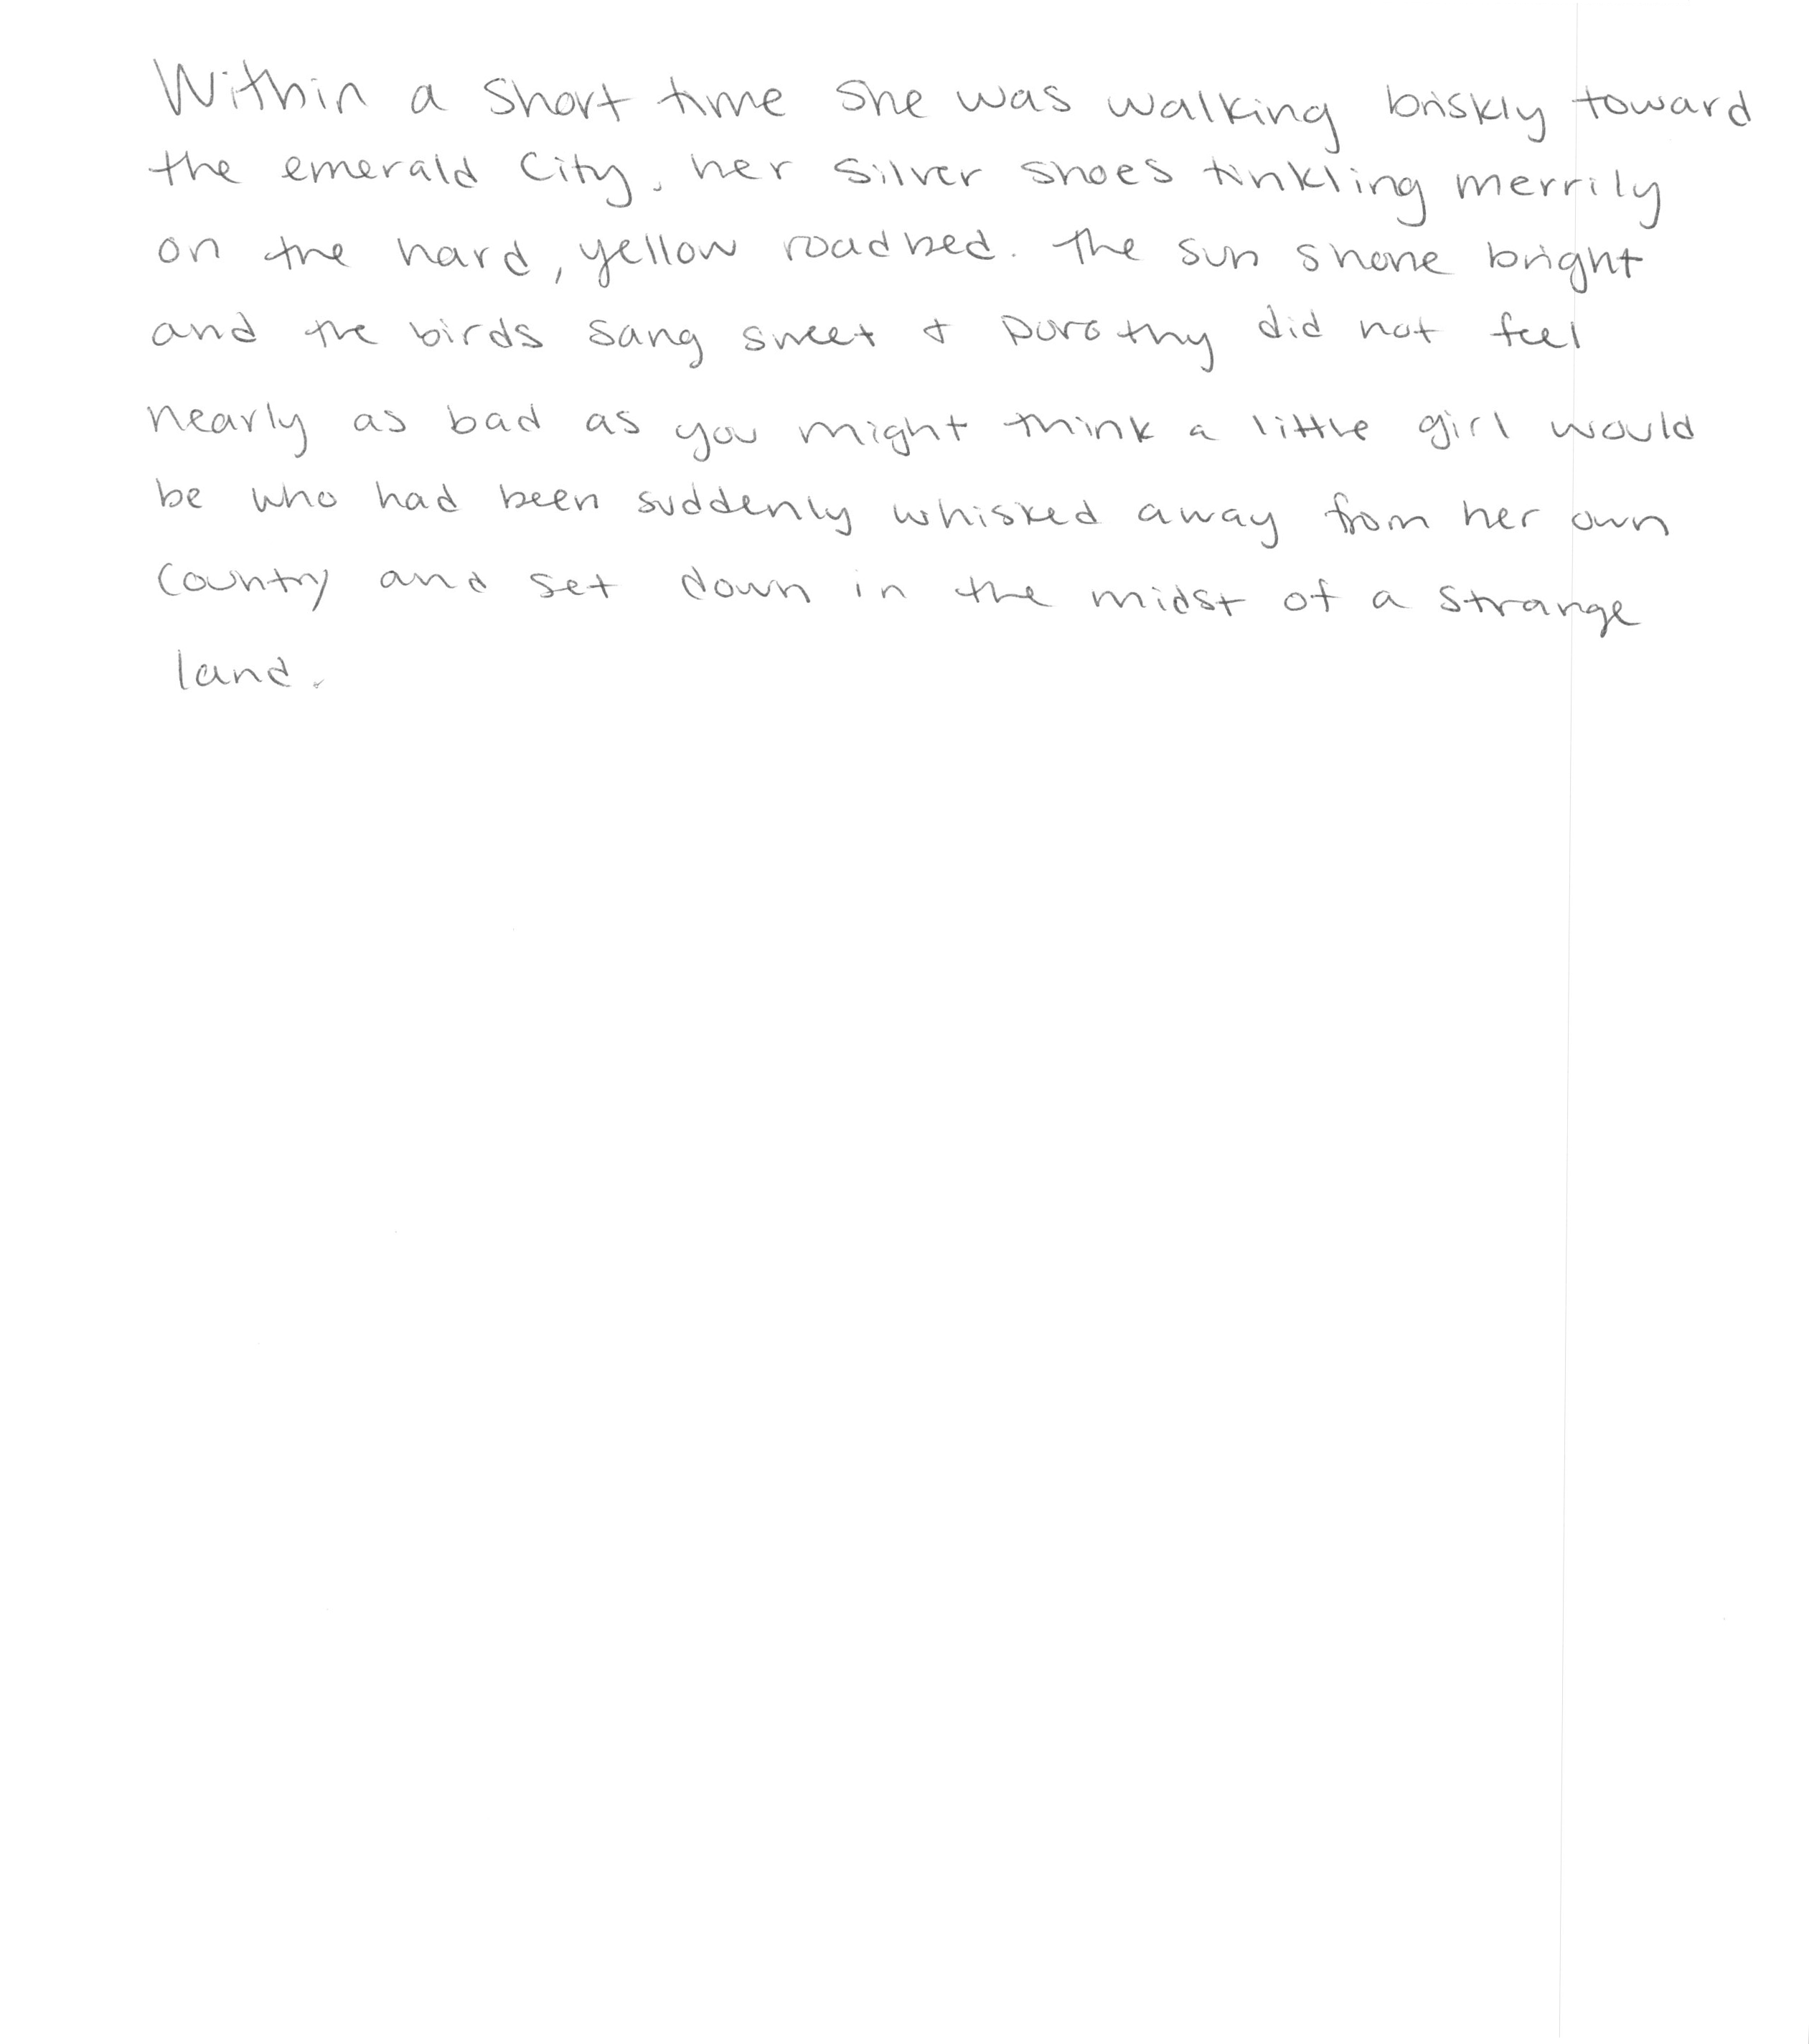 Within a short time she was walking briskly toward
the emerald City, her silver shoes tinkling merrily
on the hard, yellow roadbed. The sun shone bright
and the birds sang sweet & Dorothy did not feel
nearly as bad as you might think a little girl would
be who had been suddenly whisked away from her own
country and set down in the midst of a strange
land.